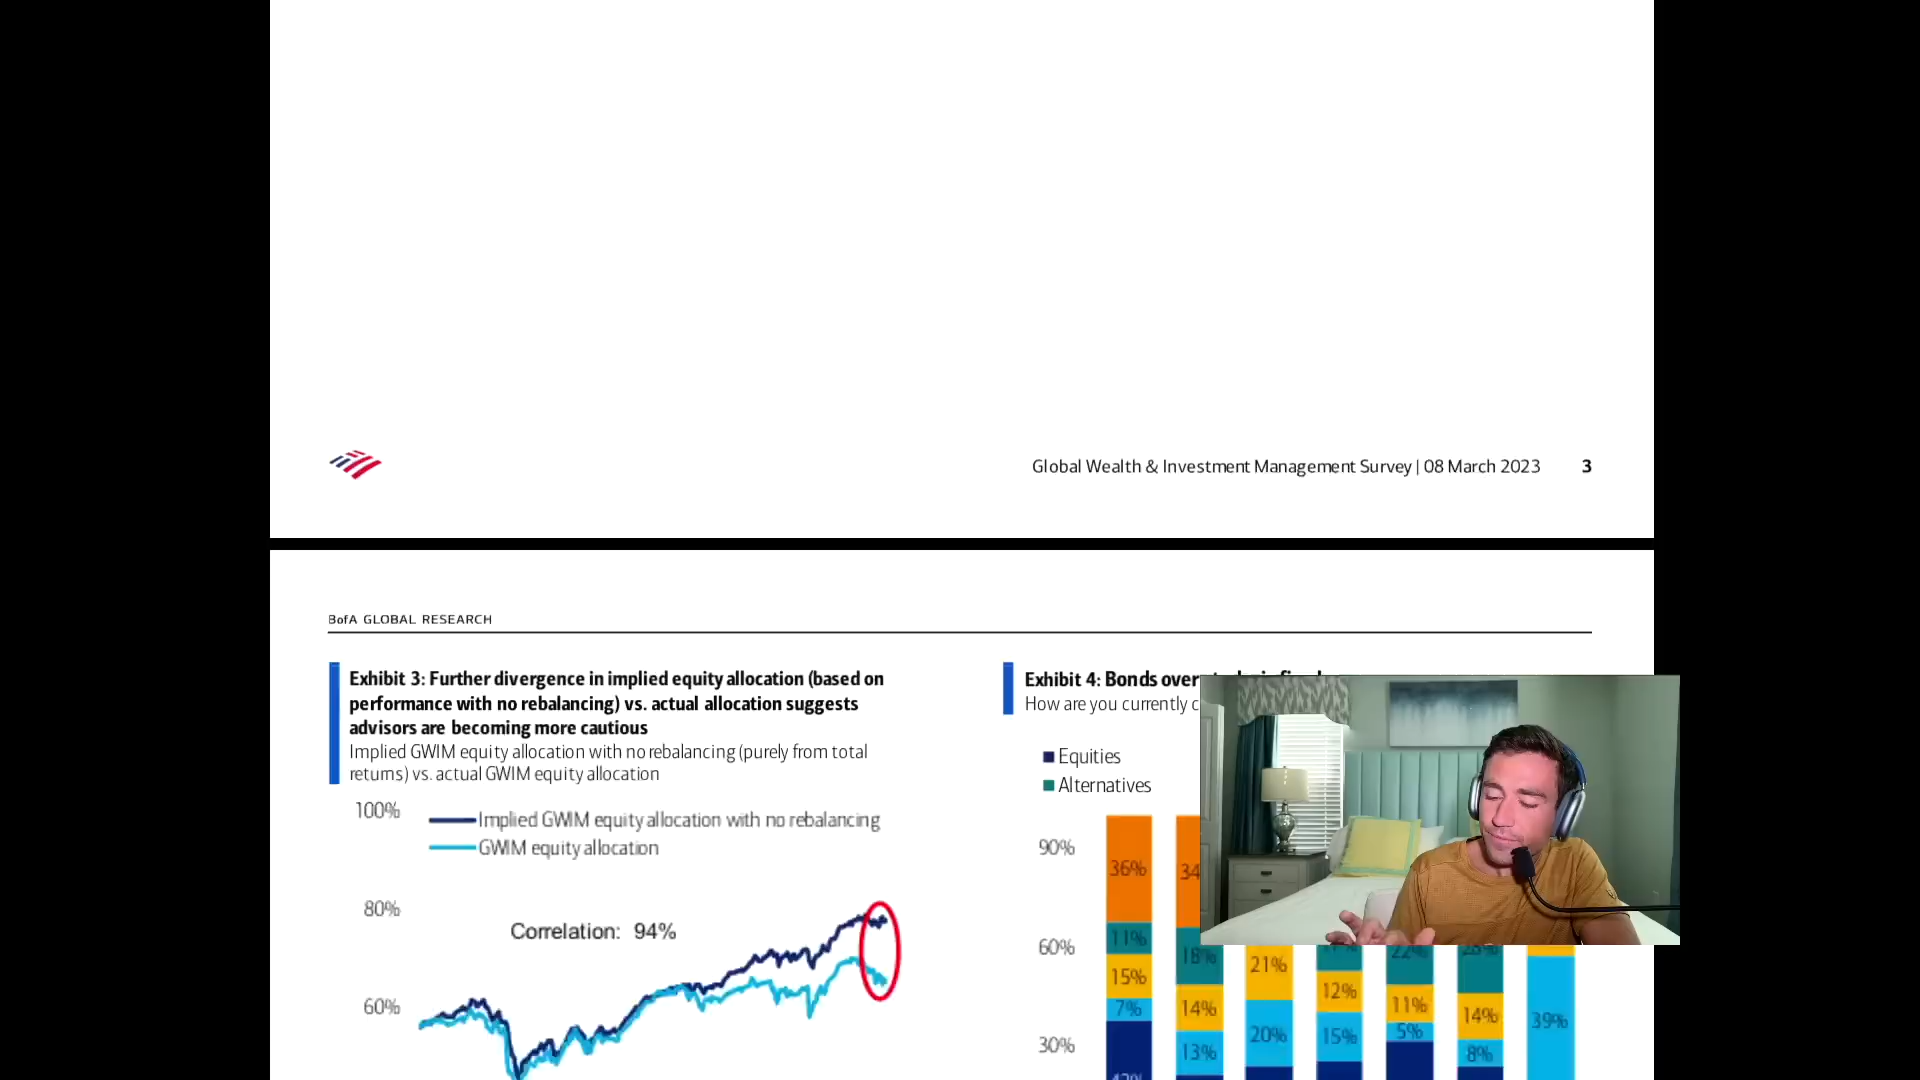 Global Wealth & Investment Management Survey | 08 March 2023 3
BofA GLOBAL RESEARCH
Exhibit 3: Further divergence in implied equity allocation (based on
performance with no rebalancing) vs. actual allocation suggests
advisors are becoming more cautious
Implied GWIM equity allocation with no rebalancing (purely from total
returns) vs. actual GWIM equity allocation
100%
Implied GWIM equity allocation with no rebalancing
GWIM equity allocation
80%
Correlation: 94%
60%
Exhibit 4: Bonds over
How are you currently
Equities
Alternatives
90%
60%
30%
36%
11%
15%
7%
34
18%
14%
13%
21%
20%
12%
15%
22%
11%
5%
14%
8%
39%